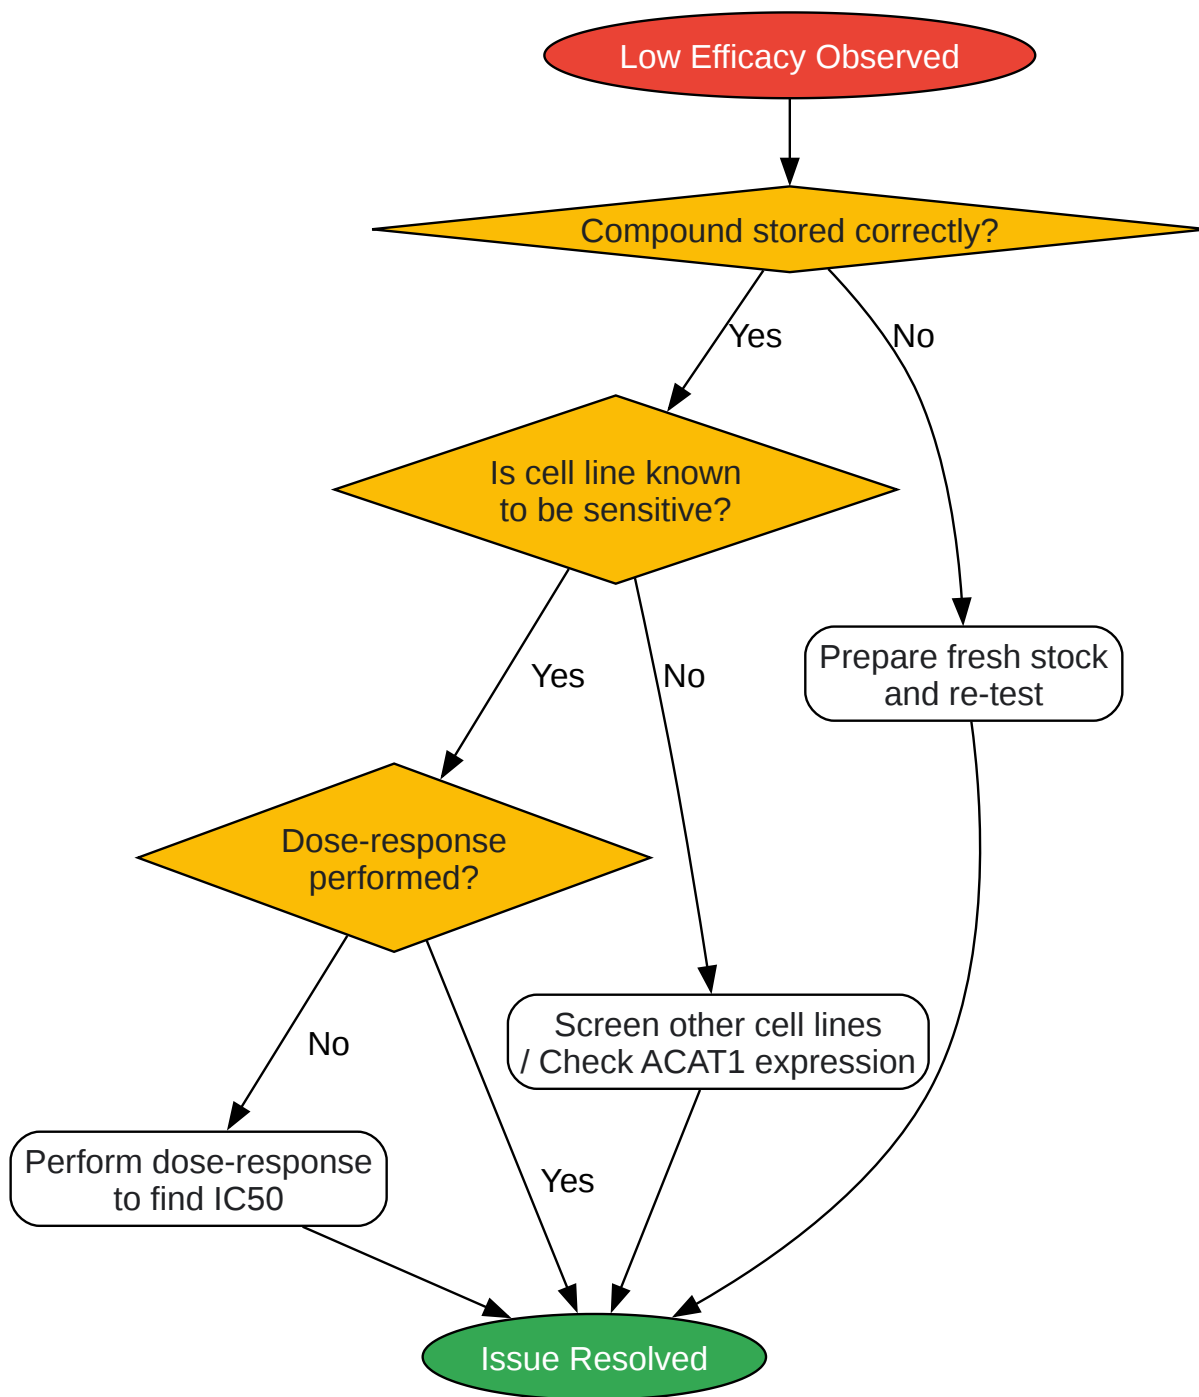 Low Efficacy Observed
Compound stored correctly?
Yes
No
Is cell line known
to be sensitive?
Yes
No
Prepare fresh stock
and re-test
Dose-response
performed?
No
Yes
Screen other cell lines
/ Check ACAT1 expression
Perform dose-response
to find IC50
Issue Resolved